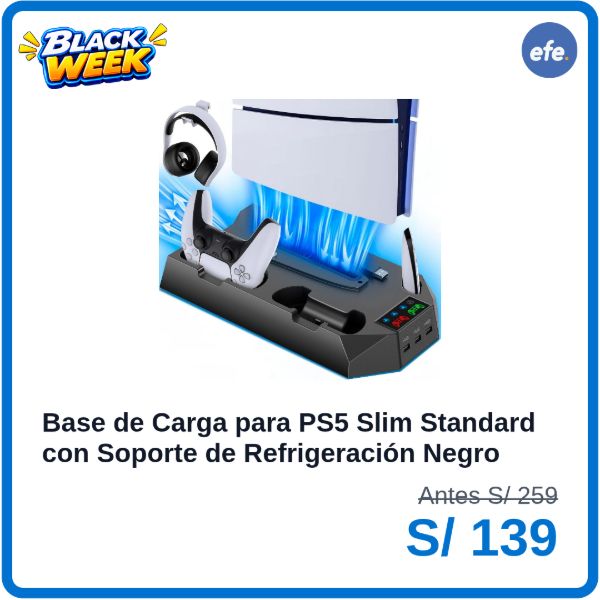 BLACK
WEEK
efe.
Base de Carga para PS5 Slim Standard
con Soporte de Refrigeración Negro
Antes S/ 259
S/ 139